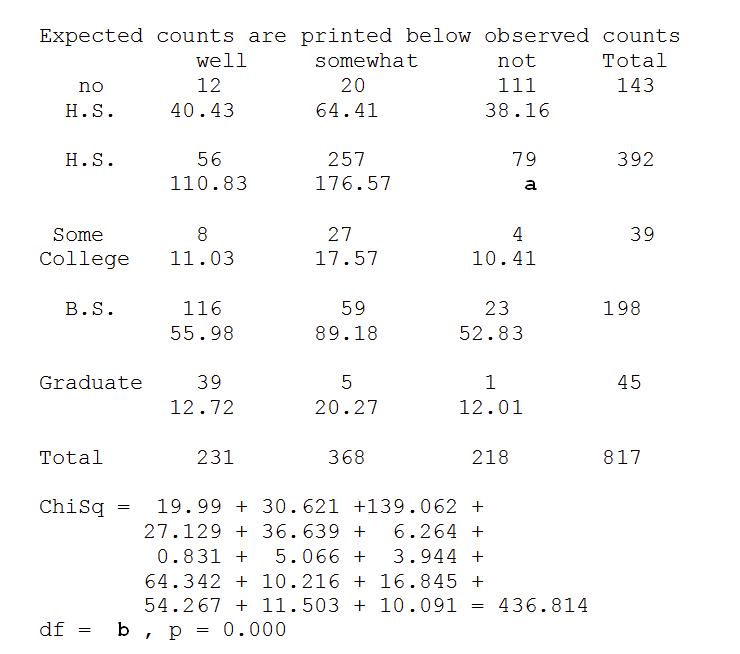 Expected counts are printed below observed counts
well somewhat not Total
no 12 20 111 143
H.S. 40.43 64.41 38.16
H.S. 56 257 79 392
110.83 176.57 a
Some 8 27 4 39
College 11.03 17.57 10.41
B.S. 116 59 23 198
55.98 89.18 52.83
Graduate 39 5 1 45
12.72 20.27 12.01
Total 231 368 218 817
ChiSq = 19.99 + 30.621 +139.062 +
27.129 + 36.639 + 6.264 +
0.831 + 5.066 + 3.944 +
64.342 + 10.216 + 16.845 +
54.267 + 11.503 + 10.091 = 436.814
df = b , p = 0.000